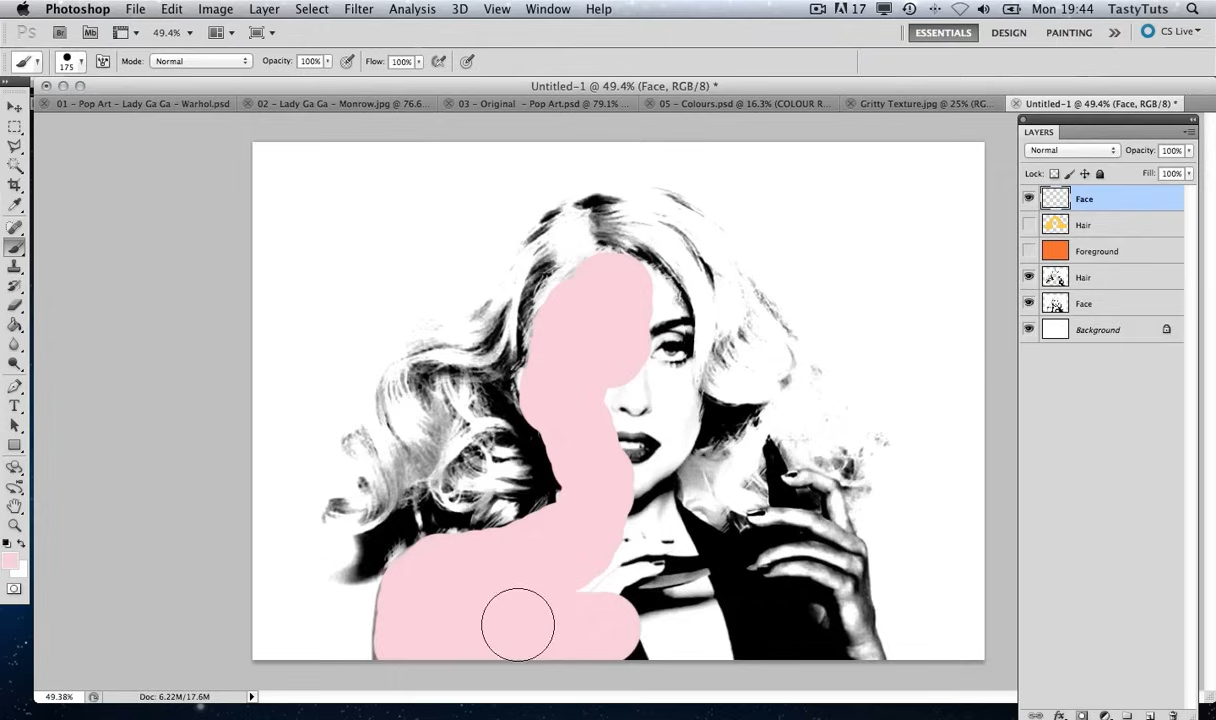 Photoshop File Edit Image Layer Select Filter Analysis 3D View Window Help 17 Mon 19:44 TastyTuts
Ps Br Mb 49.4% ESSENTIALS DESIGN PAINTING CS Live
175 Mode: Normal Opacity: 100% Flow: 100%
Untitled-1 @ 49.4% (Face, RGB/8) *
01 - Pop Art - Lady Ga Ga - Warhol.psd 02 - Lady Ga Ga - Monrow.jpg @ 76.6... 03 - Original - Pop Art.psd @ 79.1% ... 05 - Colours.psd @ 16.3% (COLOUR R... Gritty Texture.jpg @ 25% (RG... Untitled-1 @ 49.4% (Face, RGB/8) *
LAYERS
Normal Opacity: 100%
Lock: Fill: 100%
Face
Hair
Foreground
Hair
Face
Background
T
49.38% Doc: 6.22M/17.6M
fx